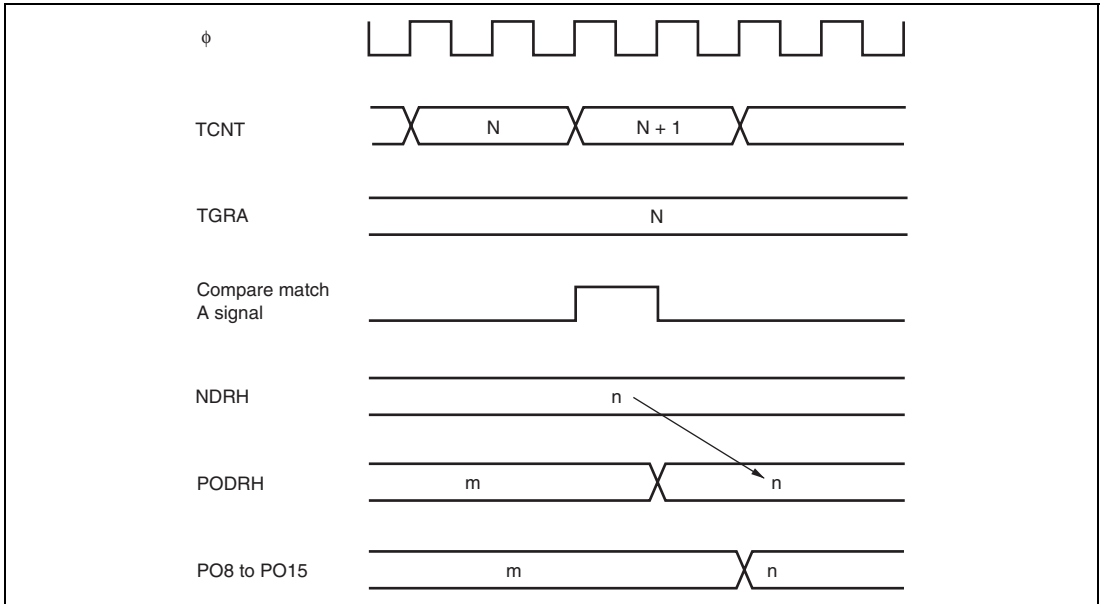 φ
TCNT
N
N + 1
TGRA
N
Compare match
A signal
NDRH
n
PODRH
m
n
PO8 to PO15
m
n